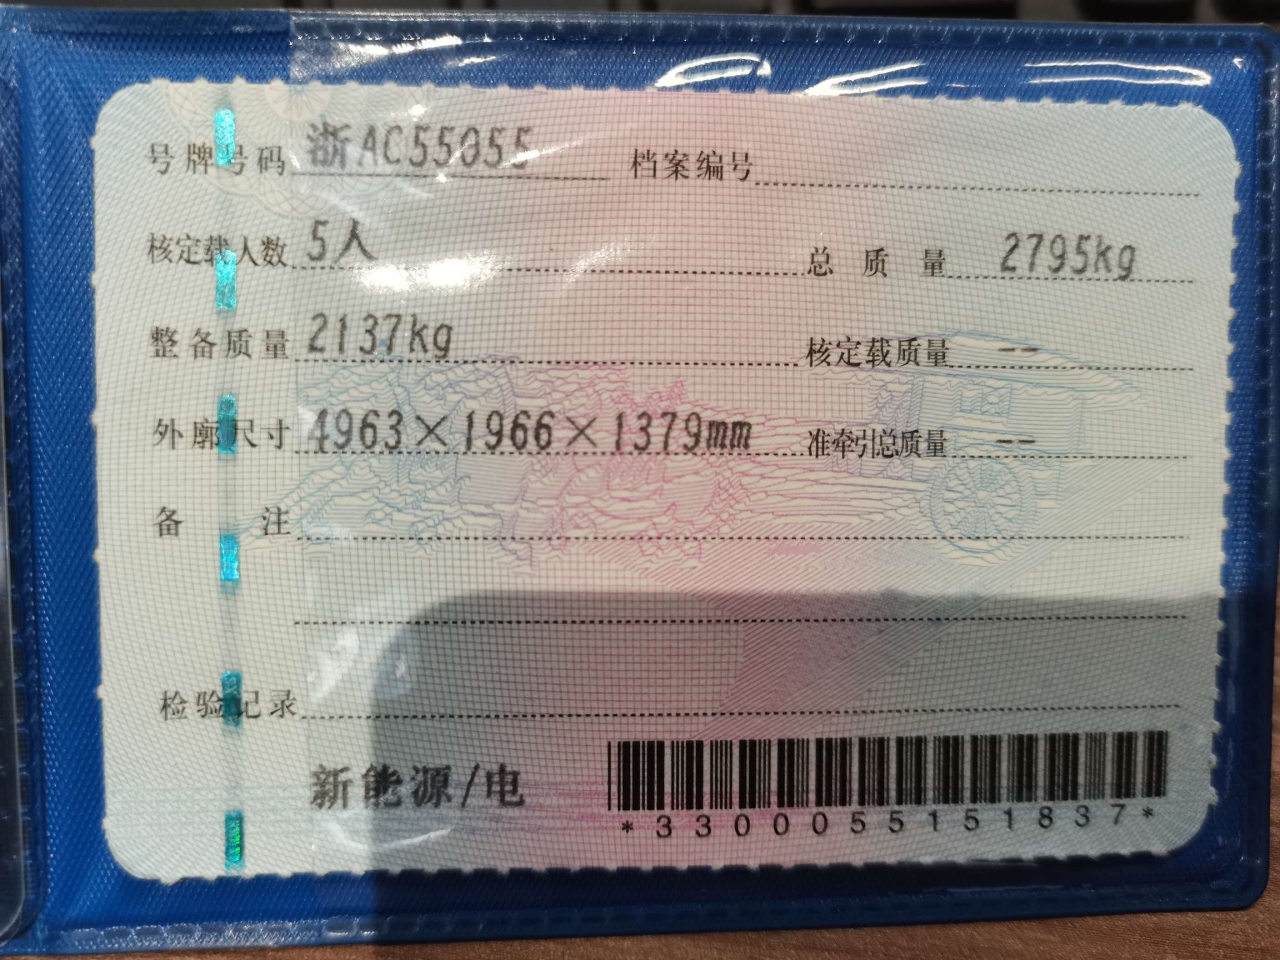 号牌号码 浙AC55055 档案编号
核定载人数 5人 总质量 2795kg
整备质量 2137kg 核定载质量 --
外廓尺寸 4963×1966×1379mm 准牵引总质量 --
备注
检验记录
新能源/电
*3300055151837*